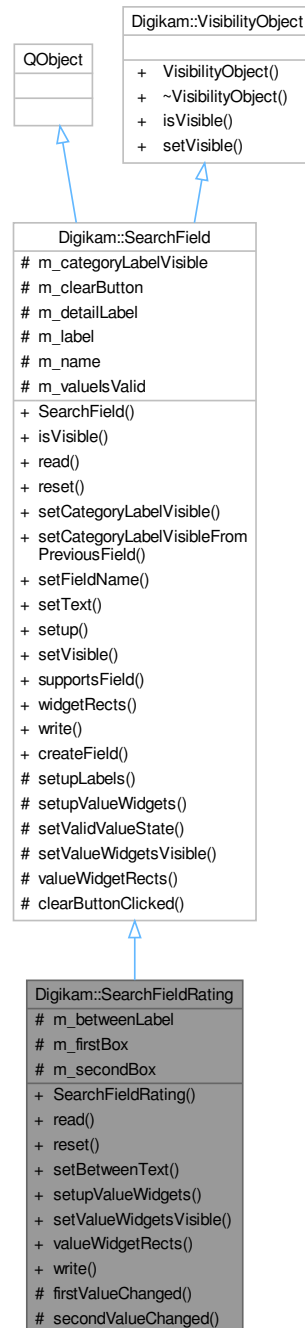 Digikam::VisibilityObject
+ VisibilityObject()
+ ~VisibilityObject()
+ isVisible()
+ setVisible()
QObject
Digikam::SearchField
# m_categoryLabelVisible
# m_clearButton
# m_detailLabel
# m_label
# m_name
# m_valueIsValid
+ SearchField()
+ isVisible()
+ read()
+ reset()
+ setCategoryLabelVisible()
+ setCategoryLabelVisibleFrom
PreviousField()
+ setFieldName()
+ setText()
+ setup()
+ setVisible()
+ supportsField()
+ widgetRects()
+ write()
+ createField()
# setupLabels()
# setupValueWidgets()
# setValidValueState()
# setValueWidgetsVisible()
# valueWidgetRects()
# clearButtonClicked()
Digikam::SearchFieldRating
# m_betweenLabel
# m_firstBox
# m_secondBox
+ SearchFieldRating()
+ read()
+ reset()
+ setBetweenText()
+ setupValueWidgets()
+ setValueWidgetsVisible()
+ valueWidgetRects()
+ write()
# firstValueChanged()
# secondValueChanged()